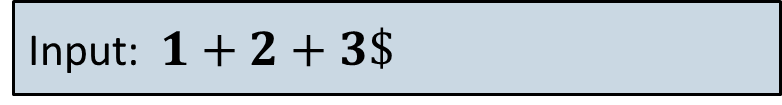 Input: 1 + 2 + 3$